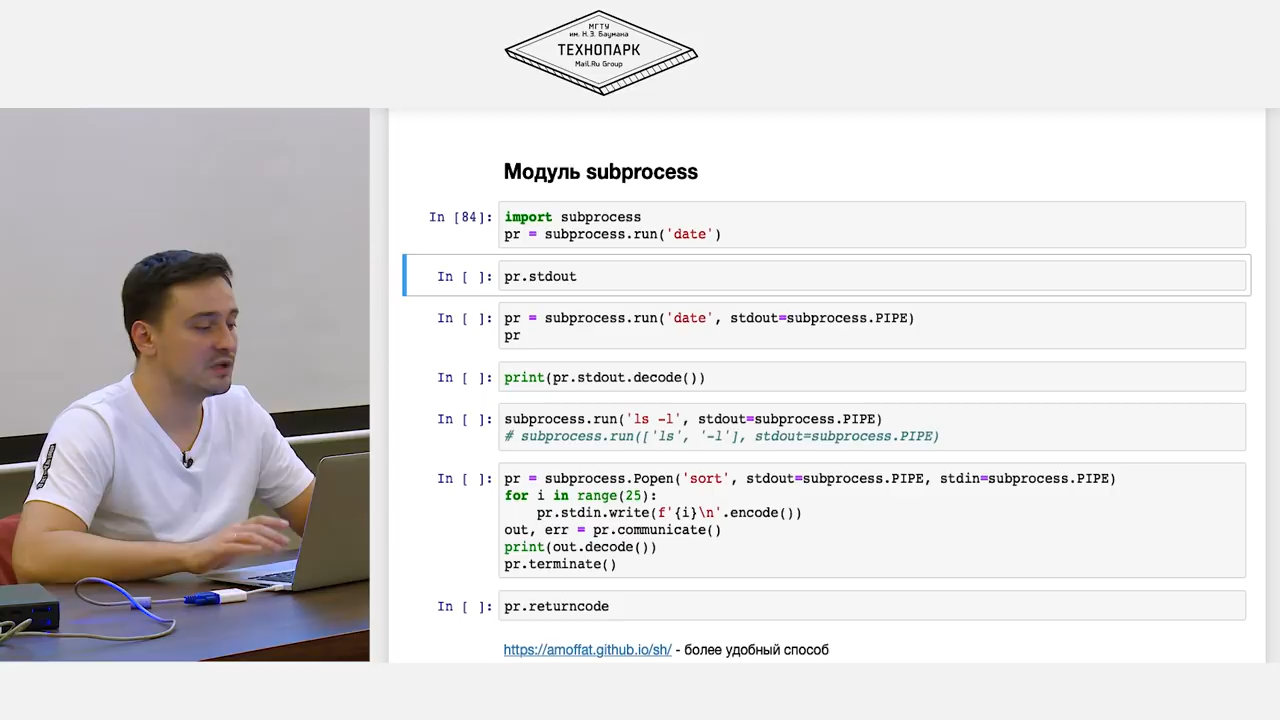 МГТУ
им. Н.Э. Баумана
ТЕХНОПАРК
Mail.Ru Group
Модуль subprocess
In [84]: import subprocess
pr = subprocess.run('date')
In [ ]: pr.stdout
In [ ]: pr = subprocess.run('date', stdout=subprocess.PIPE)
pr
In [ ]: print(pr.stdout.decode())
In [ ]: subprocess.run('ls -l', stdout=subprocess.PIPE)
# subprocess.run(['ls', '-l'], stdout=subprocess.PIPE)
In [ ]: pr = subprocess.Popen('sort', stdout=subprocess.PIPE, stdin=subprocess.PIPE)
for i in range(25):
pr.stdin.write(f'{i}\n'.encode())
out, err = pr.communicate()
print(out.decode())
pr.terminate()
In [ ]: pr.returncode
https://amoffat.github.io/sh/ - более удобный способ